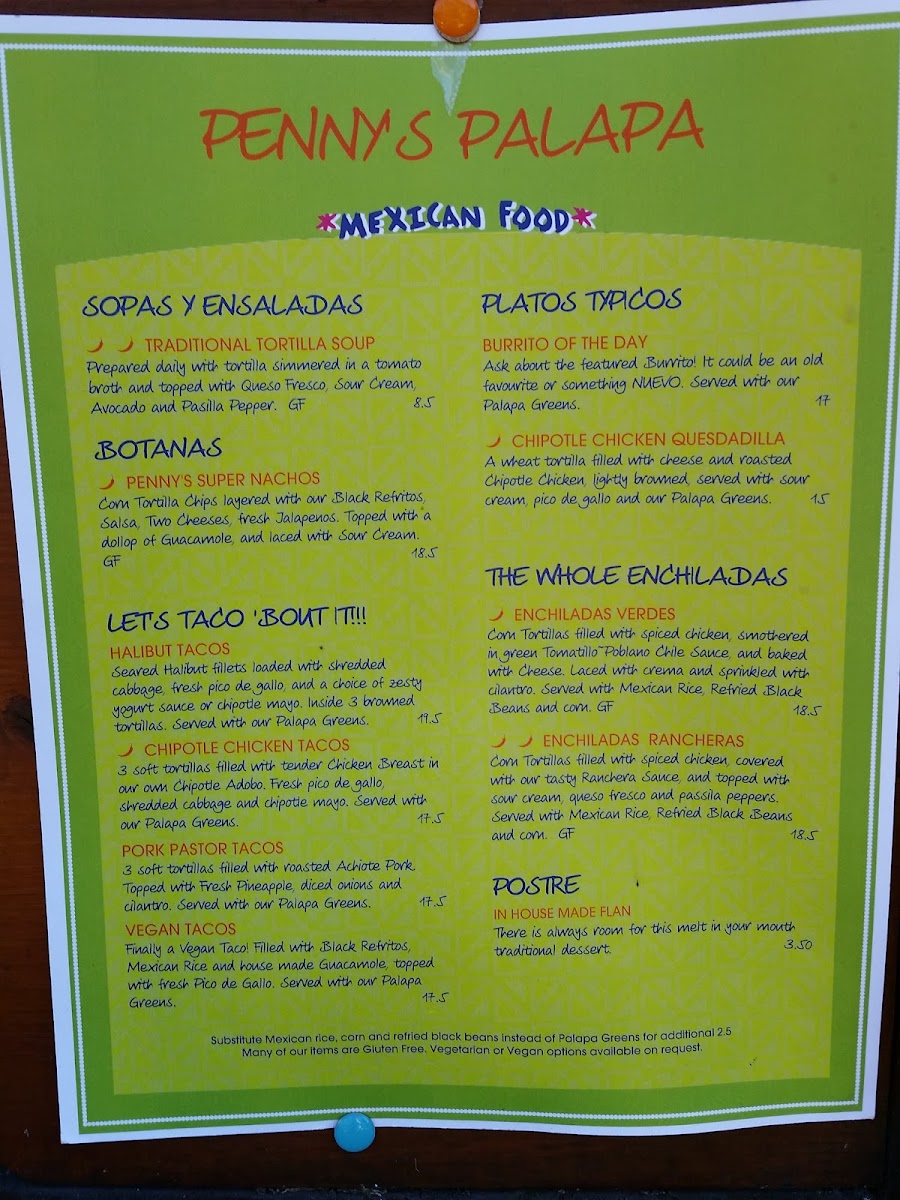 PENNY'S PALAPA
*MEXICAN FOOD*
SOPAS Y ENSALADAS
TRADITIONAL TORTILLA SOUP
Prepared daily with tortilla simmered in a tomato
broth and topped with Queso Fresco, Sour Cream,
Avocado and Pasilla Pepper. GF 8.5
BOTANAS
PENNY'S SUPER NACHOS
Corn Tortilla Chips layered with our Black Refritos,
Salsa, Two Cheeses, fresh Jalapenos. Topped with a
dollop of Guacamole, and laced with Sour Cream.
GF 18.5
LET'S TACO 'BOUT IT!!!
HALIBUT TACOS
Seared Halibut fillets loaded with shredded
cabbage, fresh pico de gallo, and a choice of zesty
yogurt sauce or chipotle mayo. Inside 3 browned
tortillas. Served with our Palapa Greens. 19.5
CHIPOTLE CHICKEN TACOS
3 soft tortillas filled with tender Chicken Breast in
our own Chipotle Adobo. Fresh pico de gallo,
shredded cabbage and chipotle mayo. Served with
our Palapa Greens. 17.5
PORK PASTOR TACOS
3 soft tortillas filled with roasted Achiote Pork.
Topped with Fresh Pineapple, diced onions and
cilantro. Served with our Palapa Greens. 17.5
VEGAN TACOS
Finally a Vegan Taco! Filled with Black Refritos,
Mexican Rice and house made Guacamole, topped
with fresh Pico de Gallo. Served with our Palapa
Greens. 17.5
PLATOS TYPICOS
BURRITO OF THE DAY
Ask about the featured Burrito! It could be an old
favourite or something NUEVO. Served with our
Palapa Greens. 17
CHIPOTLE CHICKEN QUESDADILLA
A wheat tortilla filled with cheese and roasted
Chipotle Chicken, lightly browned, served with sour
cream, pico de gallo and our Palapa Greens. 15
THE WHOLE ENCHILADAS
ENCHILADAS VERDES
Corn Tortillas filled with spiced chicken, smothered
in green Tomatillo~Poblano Chile Sauce, and baked
with Cheese. Laced with crema and sprinkled with
cilantro. Served with Mexican Rice, Refried Black
Beans and corn. GF 18.5
ENCHILADAS RANCHERAS
Corn Tortillas filled with spiced chicken, covered
with our tasty Ranchera Sauce, and topped with
sour cream, queso fresco and passila peppers.
Served with Mexican Rice, Refried Black Beans
and corn. GF 18.5
POSTRE
IN HOUSE MADE FLAN
There is always room for this melt in your mouth
traditional dessert. 3.50
Substitute Mexican rice, corn and refried black beans instead of Palapa Greens for additional 2.5
Many of our items are Gluten Free. Vegetarian or Vegan options available on request.